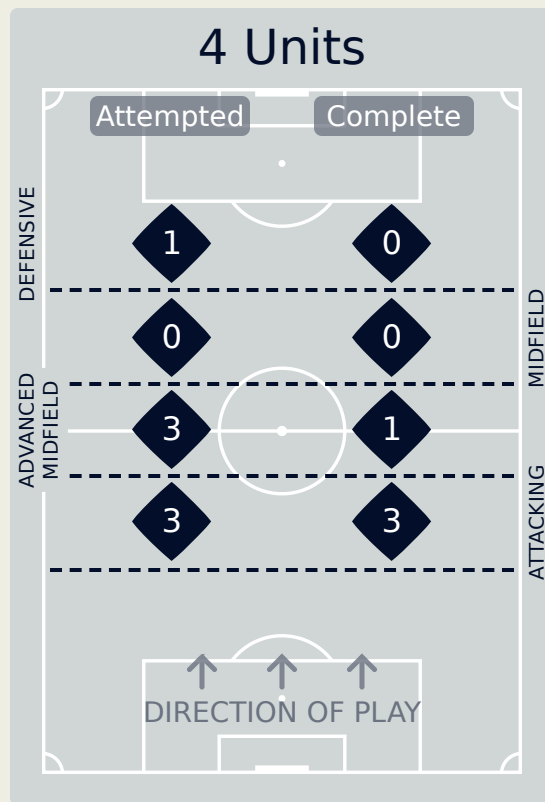 4 Units
Attempted
Complete
DEFENSIVE
1
0
MIDFIELD
0
0
ADVANCED
MIDFIELD
3
1
ATTACKING
3
3
DIRECTION OF PLAY